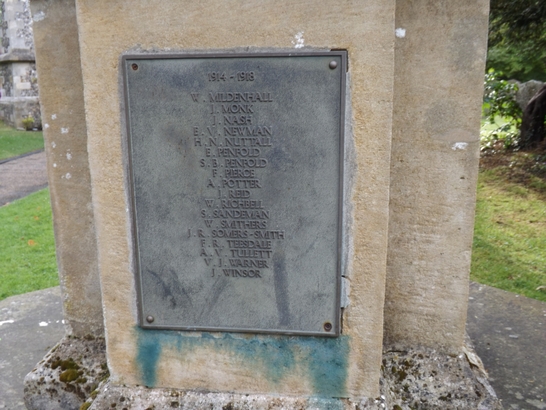 1914 - 1918
W. MILDENHALL
J. MONK
J. NASH
E. V. NEWMAN
H. N. NUTTALL
E. PENFOLD
S. B. PENFOLD
F. PIERCE
A. POTTER
J. REID
W. RICHBELL
S. SANDEMAN
W. SMITHERS
J. R. SOMERS-SMITH
F. R. TEESDALE
A. V. TULLETT
V. J. WARNER
J. WINSOR